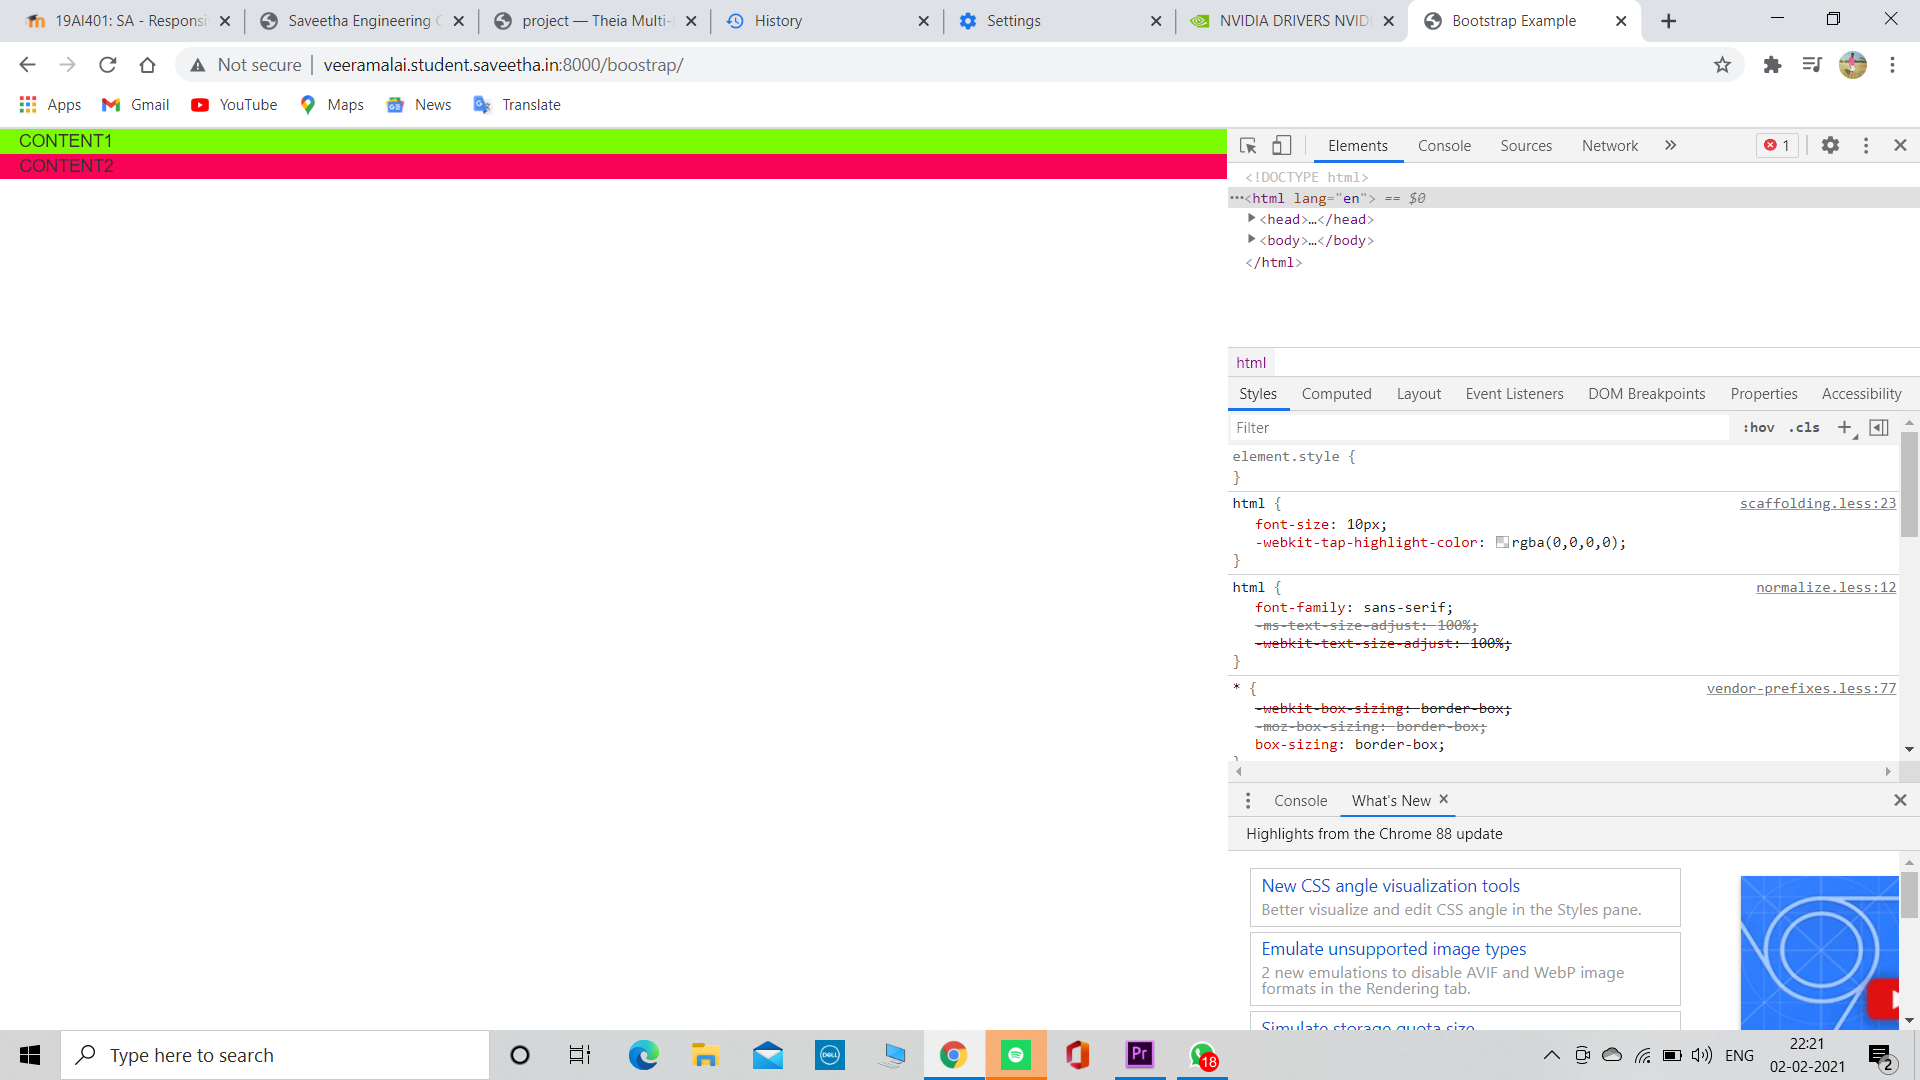 19AI401: SA - Responsi
Saveetha Engineering C
project — Theia Multi-
History
Settings
NVIDIA DRIVERS NVID
Bootstrap Example
Not secure
veeramalai.student.saveetha.in:8000/boostrap/
Apps
Gmail
YouTube
Maps
News
Translate
CONTENT1
CONTENT2
Elements
Console
Sources
Network
1
<!DOCTYPE html>
<html lang="en"> == $0
<head>…</head>
<body>…</body>
</html>
html
Styles
Computed
Layout
Event Listeners
DOM Breakpoints
Properties
Accessibility
Filter
:hov
.cls
element.style {
}
html {
scaffolding.less:23
font-size: 10px;
-webkit-tap-highlight-color: rgba(0,0,0,0);
}
html {
normalize.less:12
font-family: sans-serif;
-ms-text-size-adjust: 100%;
-webkit-text-size-adjust: 100%;
}
* {
vendor-prefixes.less:77
-webkit-box-sizing: border-box;
-moz-box-sizing: border-box;
box-sizing: border-box;
}
Console
What's New
Highlights from the Chrome 88 update
New CSS angle visualization tools
Better visualize and edit CSS angle in the Styles pane.
Emulate unsupported image types
2 new emulations to disable AVIF and WebP image
formats in the Rendering tab.
Simulate storage quota size
Type here to search
DELL
Pr
18
ENG
22:21
02-02-2021
2